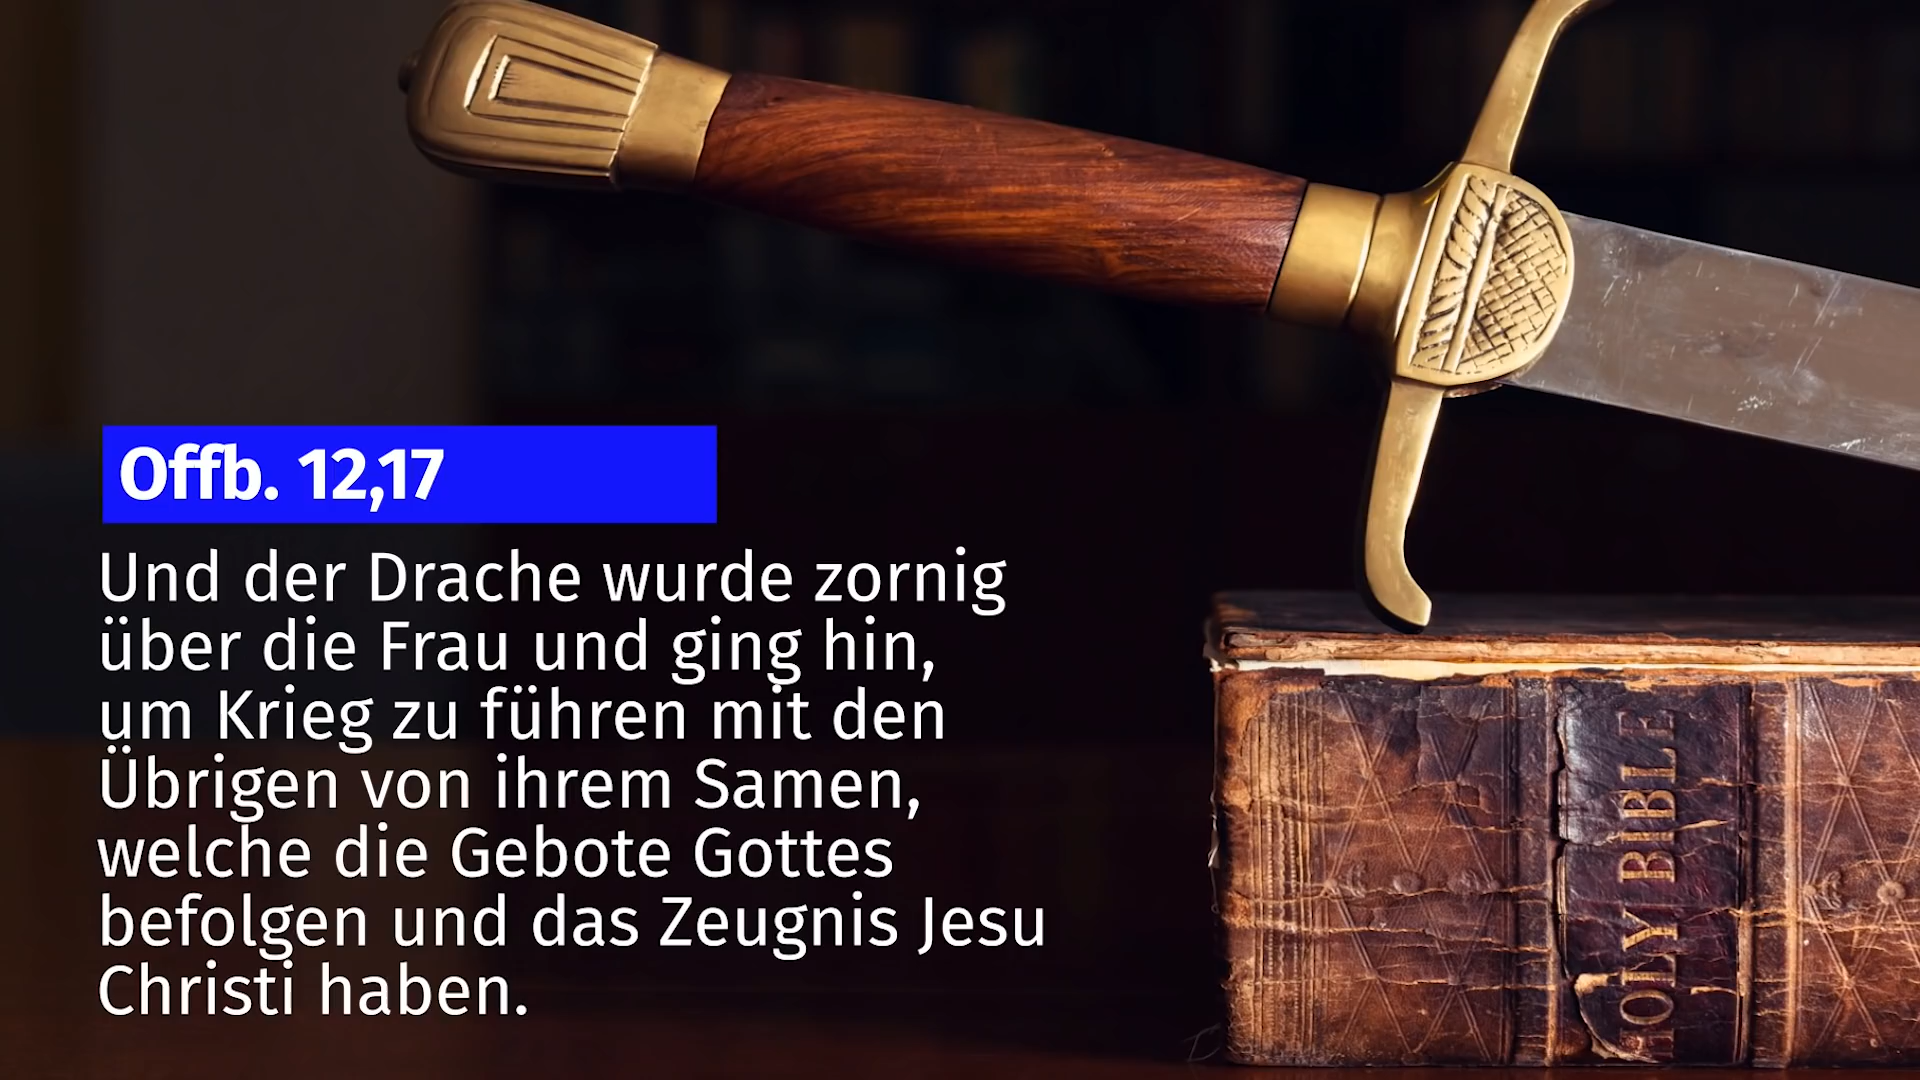 Offb. 12,17
Und der Drache wurde zornig
über die Frau und ging hin,
um Krieg zu führen mit den
Übrigen von ihrem Samen,
welche die Gebote Gottes
befolgen und das Zeugnis Jesu
Christi haben.
HOLY BIBLE